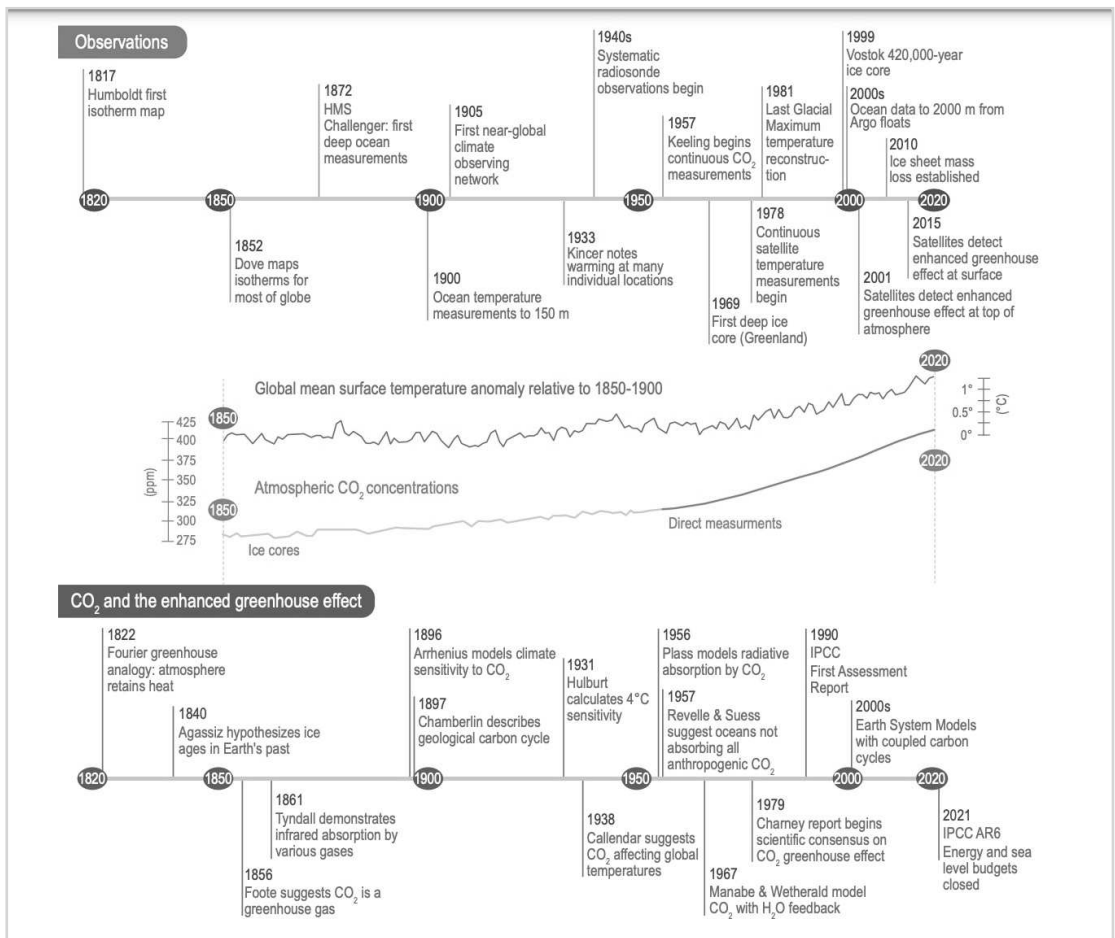 Observations
1817
Humboldt first
isotherm map
1872
HMS
Challenger: first
deep ocean
measurements
1905
First near-global
climate
observing
network
1940s
Systematic
radiosonde
observations begin
1957
Keeling begins
continuous CO₂
measurements
1981
Last Glacial
Maximum
temperature
reconstruc-
tion
1999
Vostok 420,000-year
ice core
2000s
Ocean data to 2000 m from
Argo floats
2010
Ice sheet mass
loss established
1820
1850
1900
1950
2000
2020
1852
Dove maps
isotherms for
most of globe
1900
Ocean temperature
measurements to 150 m
1933
Kincer notes
warming at many
individual locations
1969
First deep ice
core (Greenland)
1978
Continuous
satellite
temperature
measurements
begin
2001
Satellites detect enhanced
greenhouse effect at top of
atmosphere
2015
Satellites detect
enhanced greenhouse
effect at surface
Global mean surface temperature anomaly relative to 1850-1900
1850
2020
1°
0.5°
0°
(°C)
425
400
375
350
325
300
275
(ppm)
Atmospheric CO₂ concentrations
1850
2020
Ice cores
Direct measurments
CO₂ and the enhanced greenhouse effect
1822
Fourier greenhouse
analogy: atmosphere
retains heat
1840
Agassiz hypothesizes ice
ages in Earth's past
1896
Arrhenius models climate
sensitivity to CO₂
1897
Chamberlin describes
geological carbon cycle
1931
Hulburt
calculates 4°C
sensitivity
1956
Plass models radiative
absorption by CO₂
1957
Revelle & Suess
suggest oceans not
absorbing all
anthropogenic CO₂
1990
IPCC
First Assessment
Report
2000s
Earth System Models
with coupled carbon
cycles
1820
1850
1900
1950
2000
2020
1861
Tyndall demonstrates
infrared absorption by
various gases
1856
Foote suggests CO₂ is a
greenhouse gas
1938
Callendar suggests
CO₂ affecting global
temperatures
1967
Manabe & Wetherald model
CO₂ with H₂O feedback
1979
Charney report begins
scientific consensus on
CO₂ greenhouse effect
2021
IPCC AR6
Energy and sea
level budgets
closed